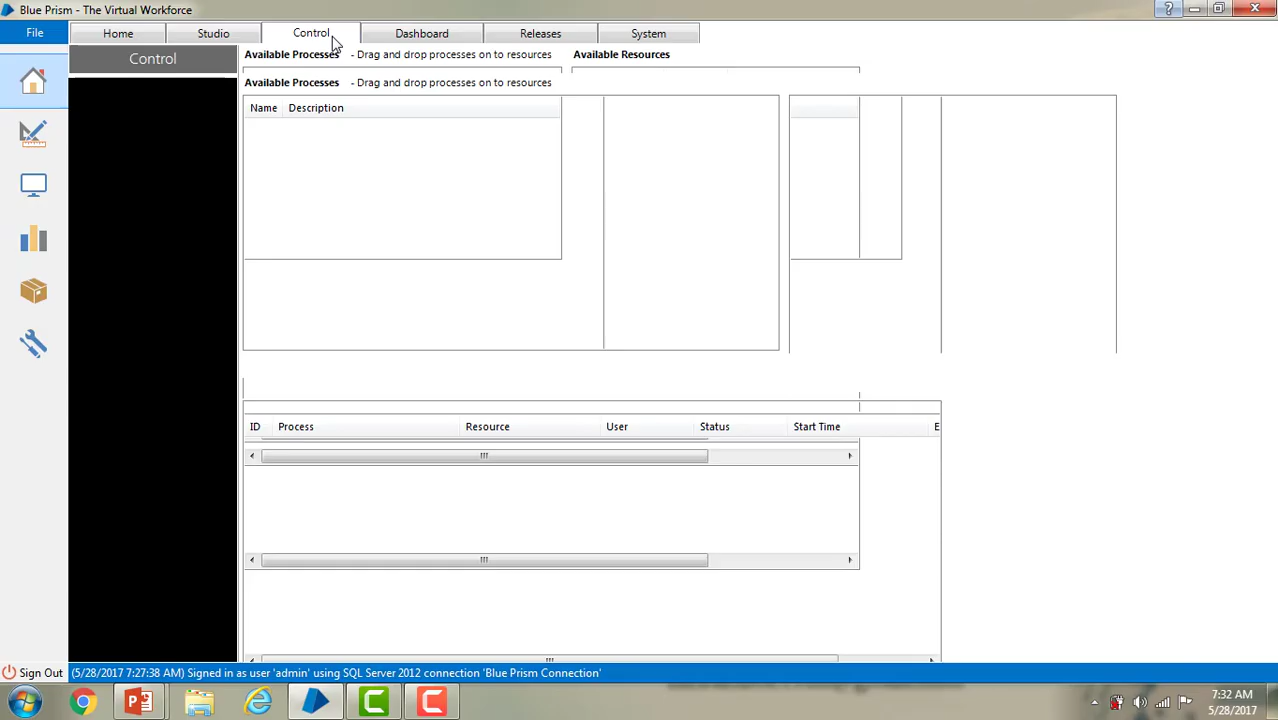 Blue Prism - The Virtual Workforce
File
Home
Studio
Control
Dashboard
Releases
System
Control
Available Processes - Drag and drop processes on to resources
Available Resources
Available Processes - Drag and drop processes on to resources
Name Description
ID Process Resource User Status Start Time E
Sign Out
(5/28/2017 7:27:38 AM) Signed in as user 'admin' using SQL Server 2012 connection 'Blue Prism Connection'
7:32 AM
5/28/2017